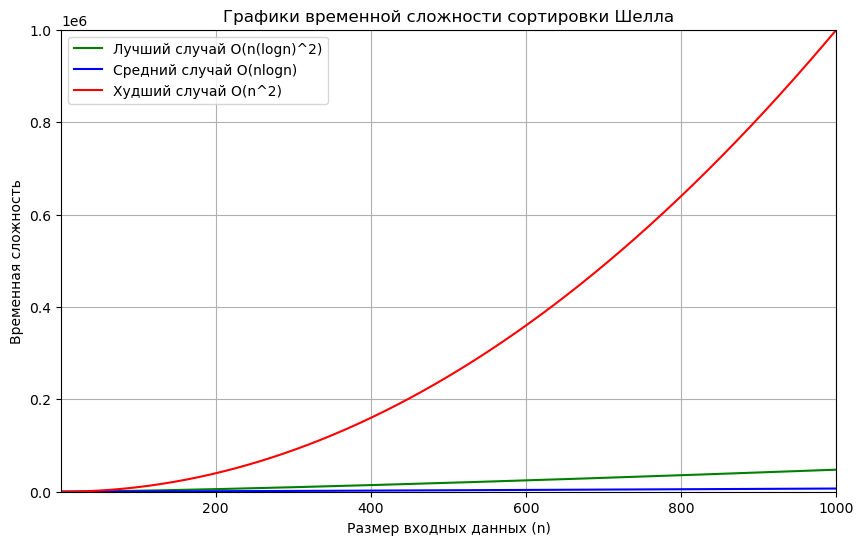 Графики временной сложности сортировки Шелла
1e6
1.0
0.8
0.6
0.4
0.2
0.0
Временная сложность
Лучший случай O(n(logn)^2)
Средний случай O(nlogn)
Худший случай O(n^2)
200
400
600
800
1000
Размер входных данных (n)